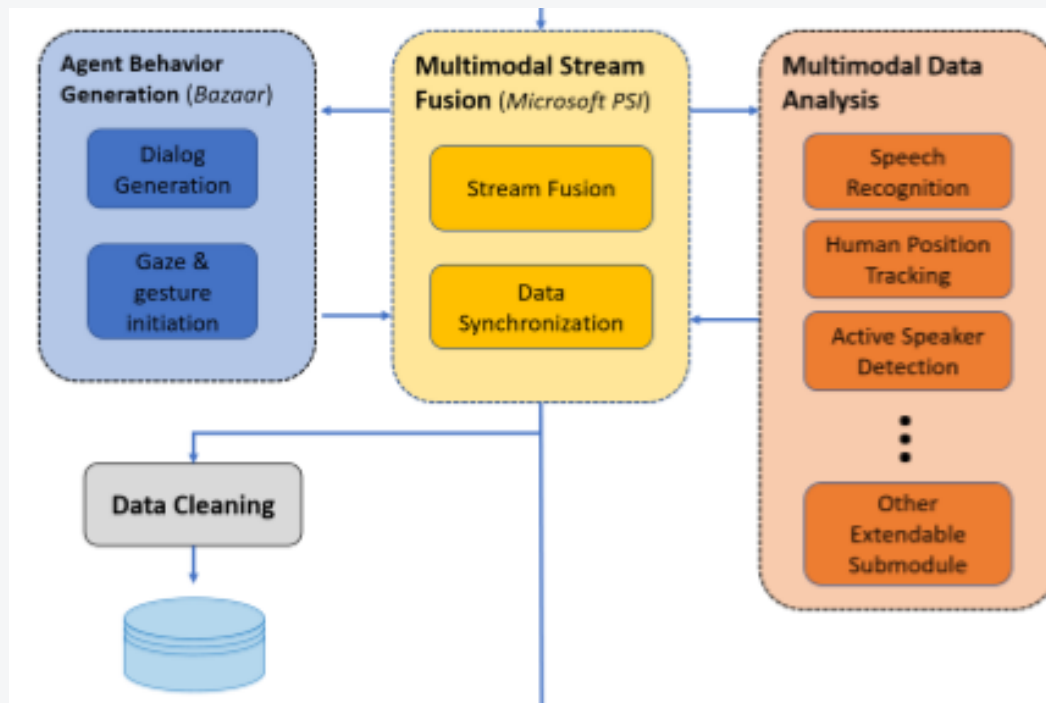 Agent Behavior
Generation (Bazaar)
Dialog
Generation
Gaze &
gesture
initiation
Multimodal Stream
Fusion (Microsoft PSI)
Stream Fusion
Data
Synchronization
Multimodal Data
Analysis
Speech
Recognition
Human Position
Tracking
Active Speaker
Detection
Other
Extendable
Submodule
Data Cleaning